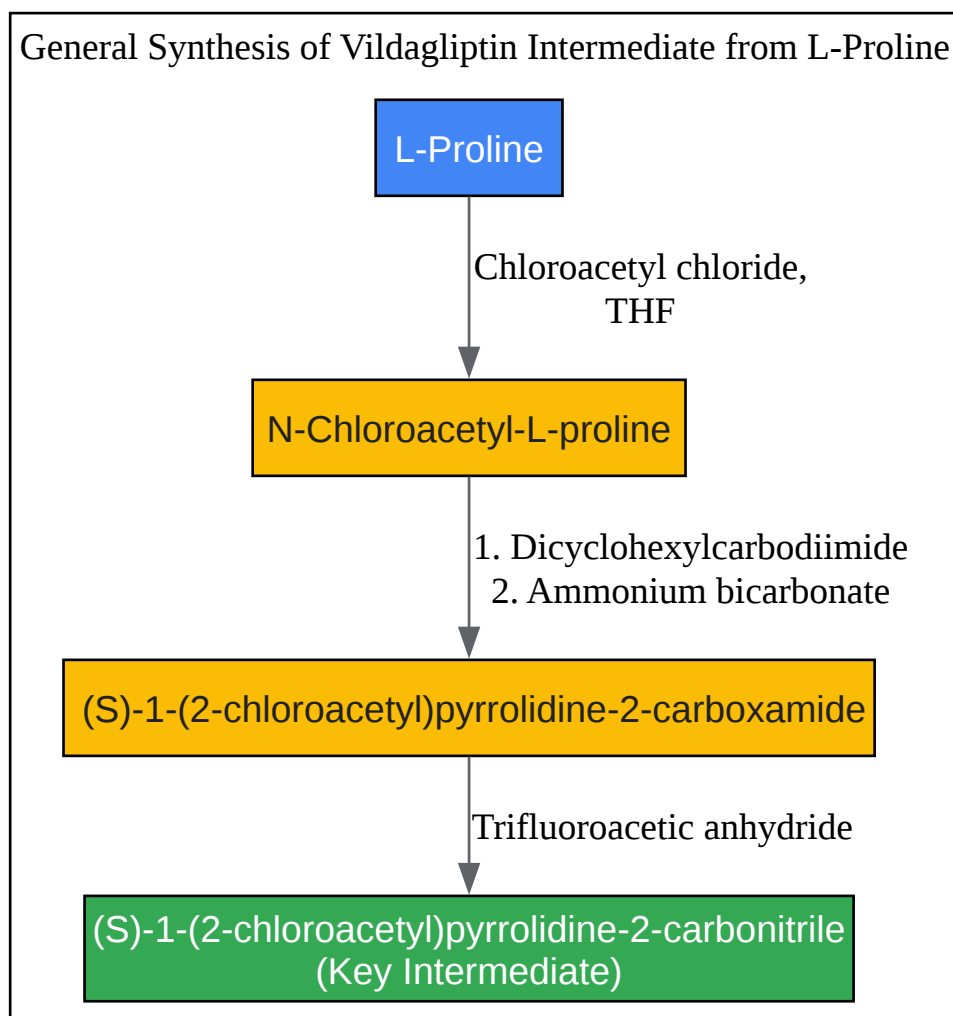 General Synthesis of Vildagliptin Intermediate from L-Proline
L-Proline
Chloroacetyl chloride,
THF
N-Chloroacetyl-L-proline
1. Dicyclohexylcarbodiimide
2. Ammonium bicarbonate
(S)-1-(2-chloroacetyl)pyrrolidine-2-carboxamide
Trifluoroacetic anhydride
(S)-1-(2-chloroacetyl)pyrrolidine-2-carbonitrile
(Key Intermediate)